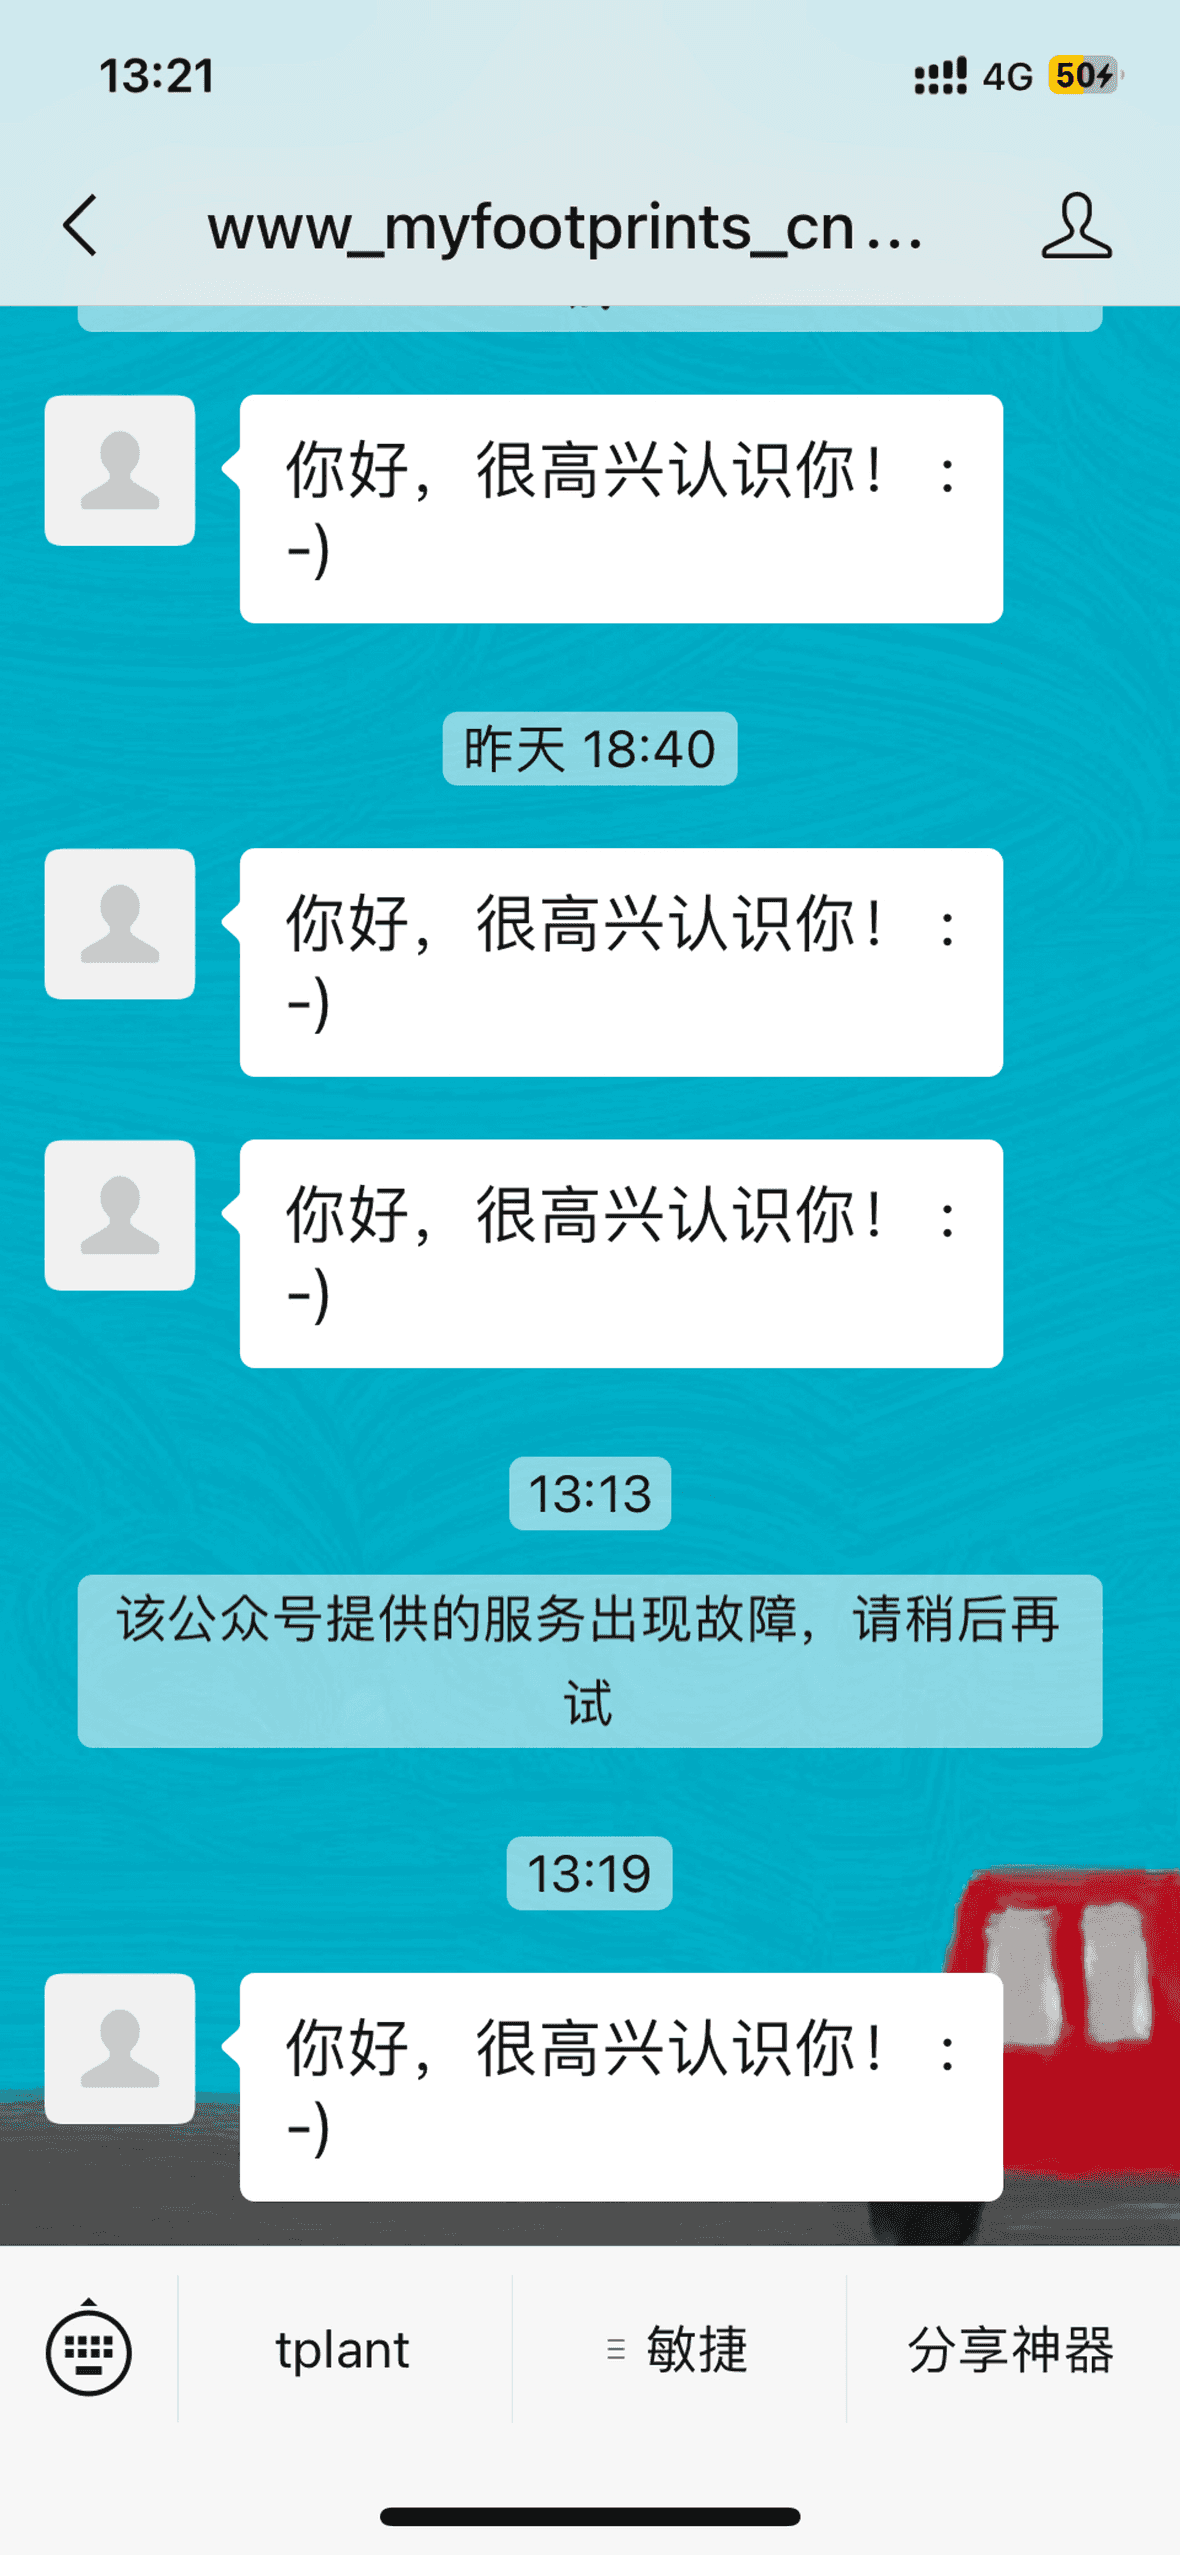 13:21
4G 50
www_myfootprints_cn...
你好，很高兴认识你！ :
-)
昨天 18:40
你好，很高兴认识你！ :
-)
你好，很高兴认识你！ :
-)
13:13
该公众号提供的服务出现故障，请稍后再
试
13:19
你好，很高兴认识你！ :
-)
tplant
敏捷
分享神器